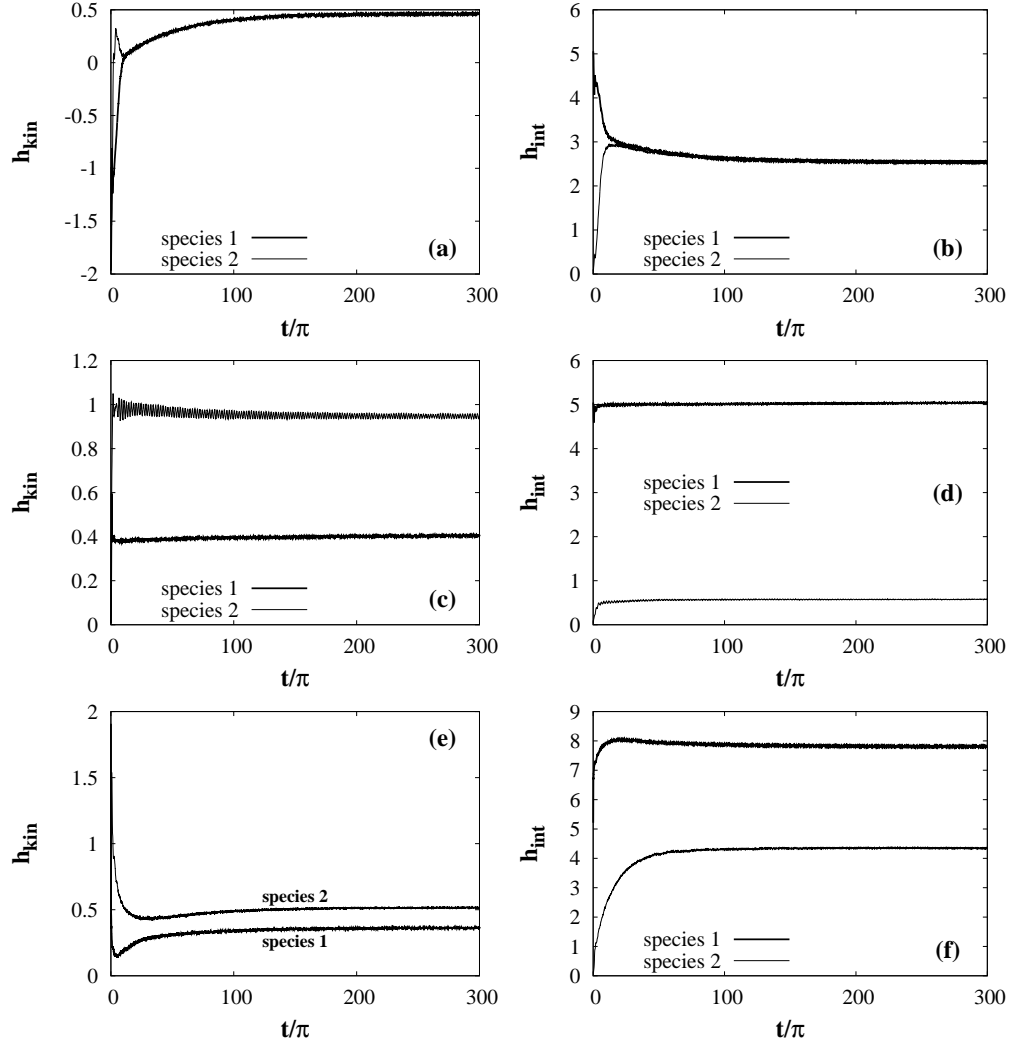 0.5
0
-0.5
-1
-1.5
-2
h_kin
species 1
species 2
(a)
0 100 200 300
t/π
6
5
4
3
2
1
0
h_int
species 1
species 2
(b)
0 100 200 300
t/π
1.2
1
0.8
0.6
0.4
0.2
0
h_kin
species 1
species 2
(c)
0 100 200 300
t/π
6
5
4
3
2
1
0
h_int
species 1
species 2
(d)
0 100 200 300
t/π
2
1.5
1
0.5
0
h_kin
(e)
species 2
species 1
0 100 200 300
t/π
9
8
7
6
5
4
3
2
1
0
h_int
species 1
species 2
(f)
0 100 200 300
t/π